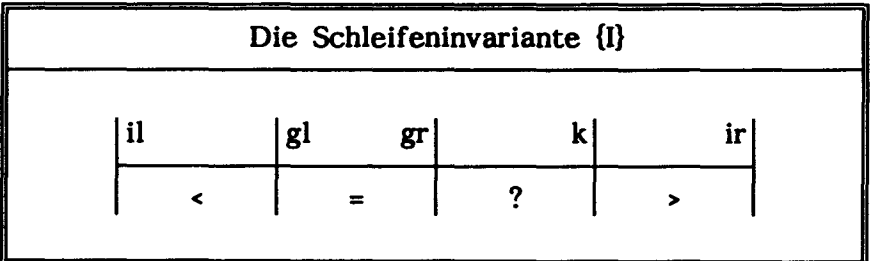 Die Schleifeninvariante {I}
il gl gr k ir
< = ? >